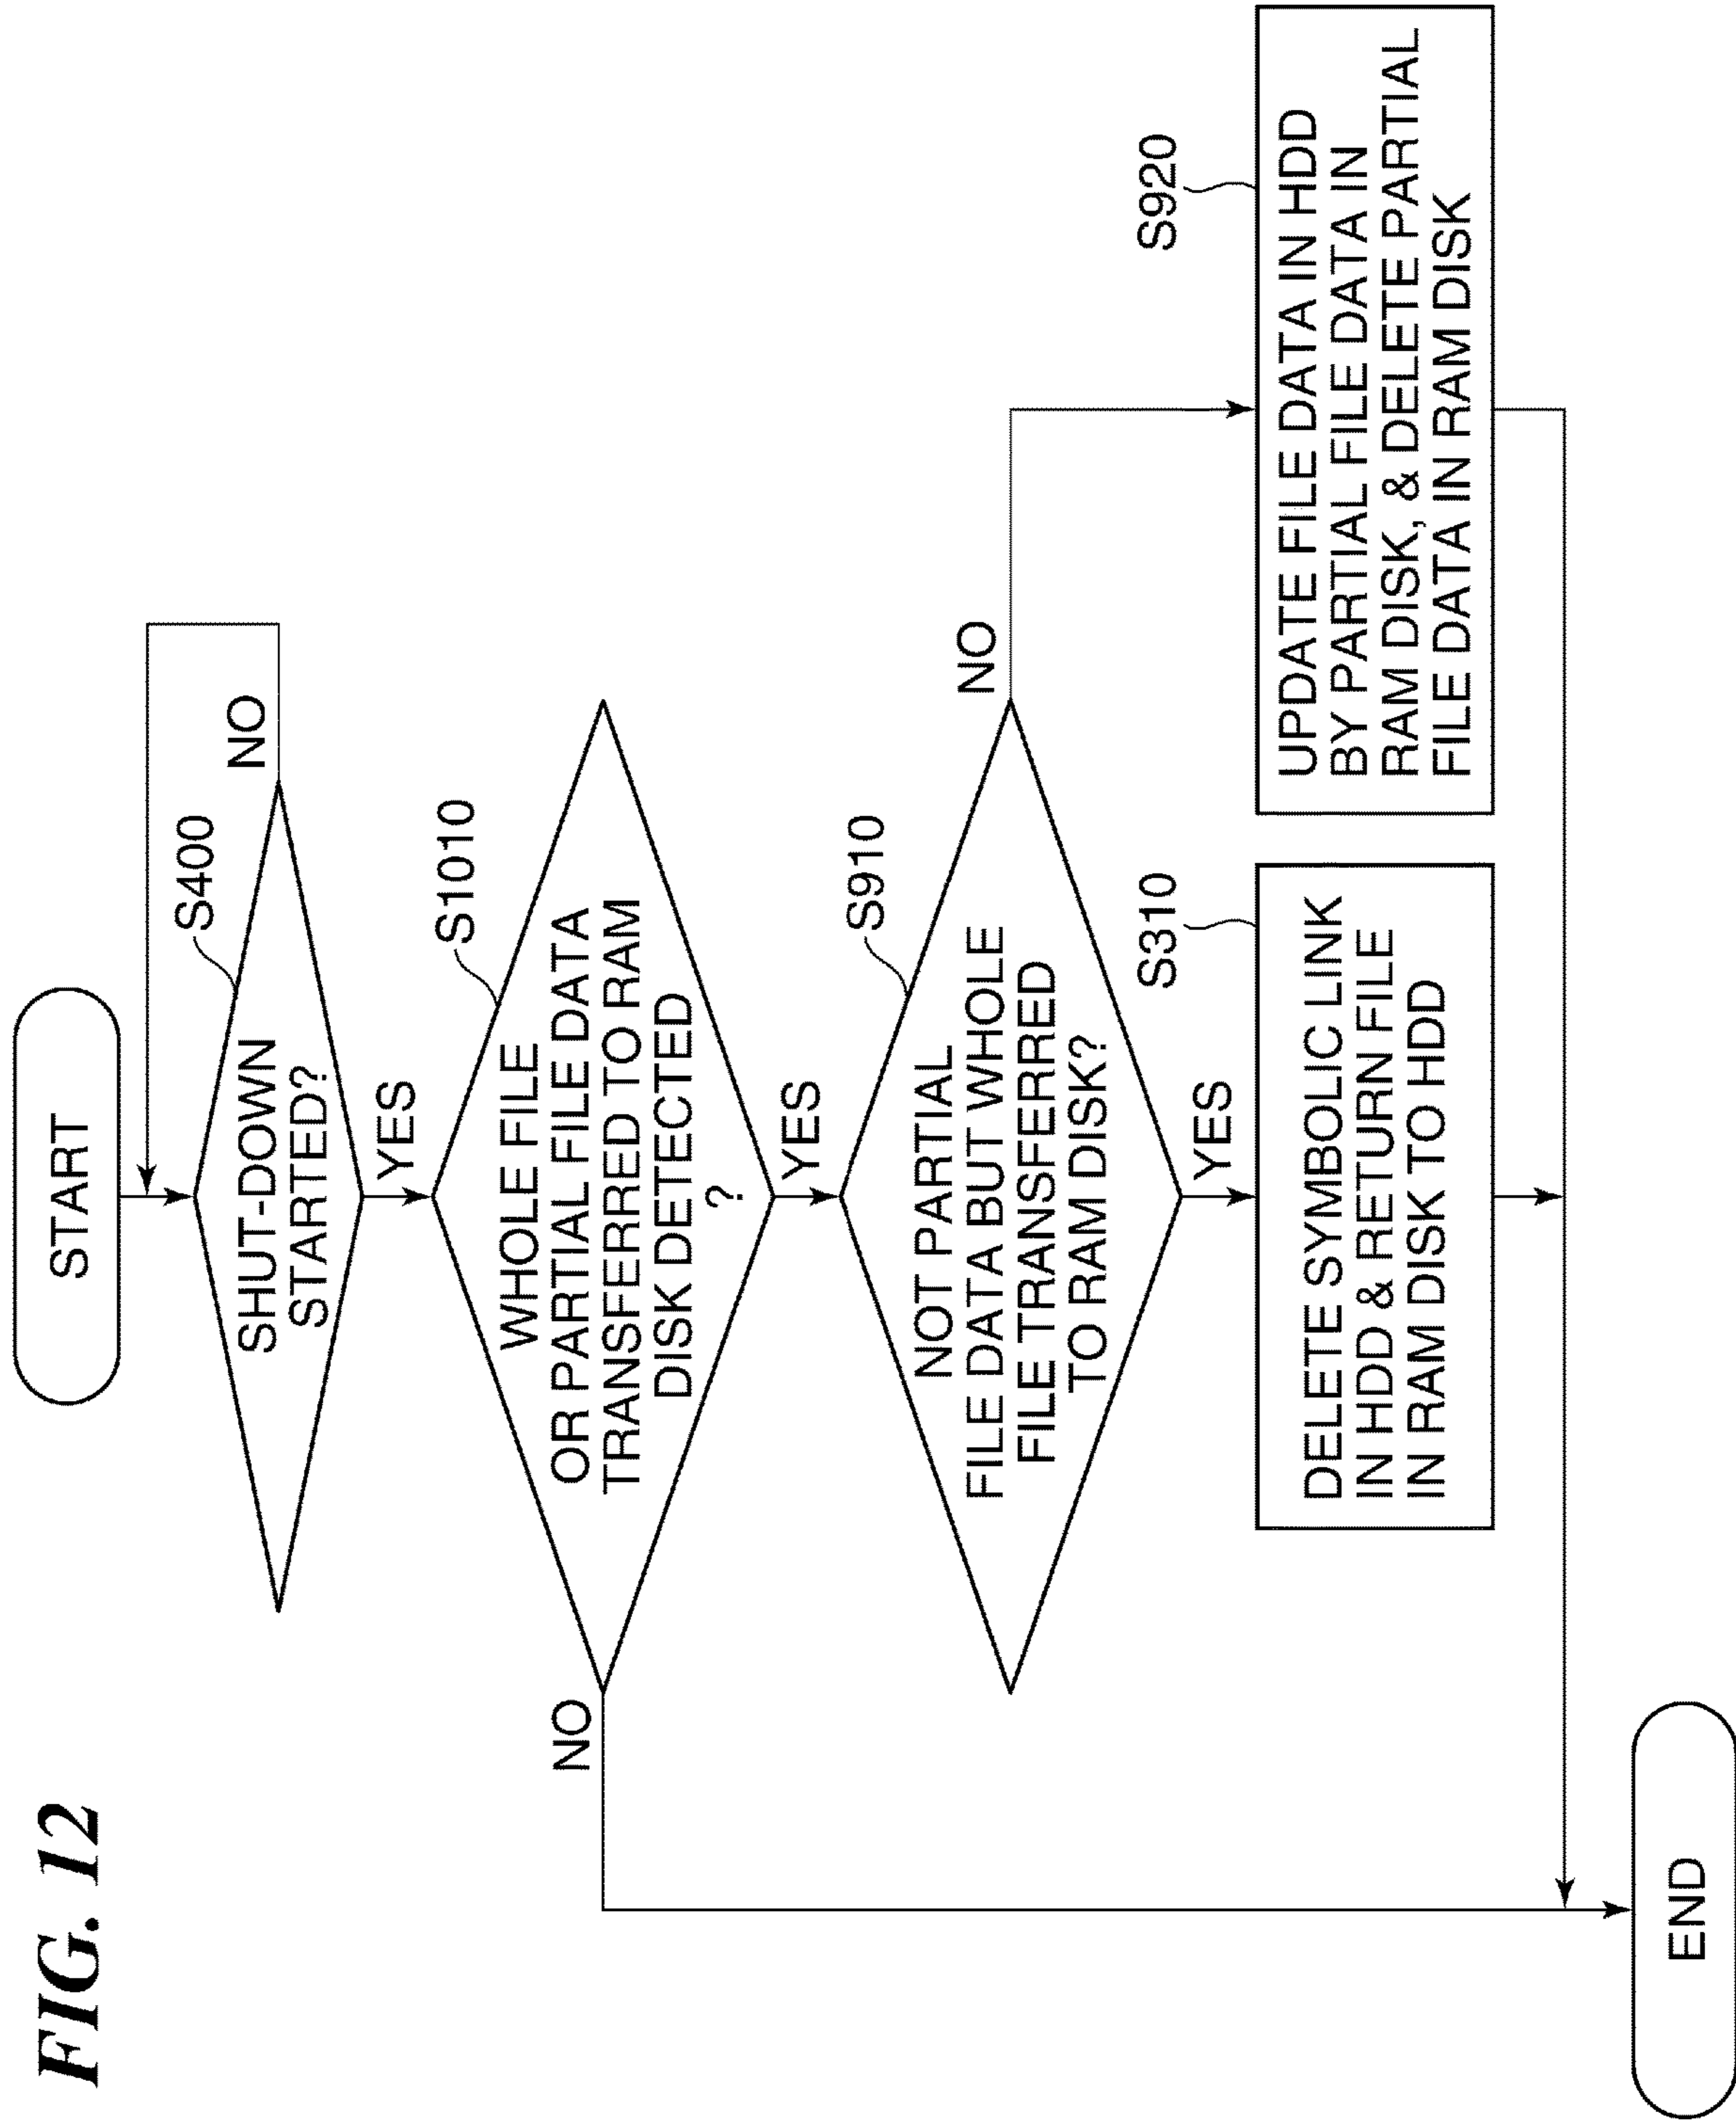 FIG. 12
START
S400
SHUT-DOWN
STARTED?
NO
YES
S1010
WHOLE FILE
OR PARTIAL FILE DATA
TRANSFERRED TO RAM
DISK DETECTED
?
NO
YES
S910
NOT PARTIAL
FILE DATA BUT WHOLE
FILE TRANSFERRED
TO RAM DISK?
NO
YES
S310
DELETE SYMBOLIC LINK
IN HDD & RETURN FILE
IN RAM DISK TO HDD
S920
UPDATE FILE DATA IN HDD
BY PARTIAL FILE DATA IN
RAM DISK, & DELETE PARTIAL
FILE DATA IN RAM DISK
END